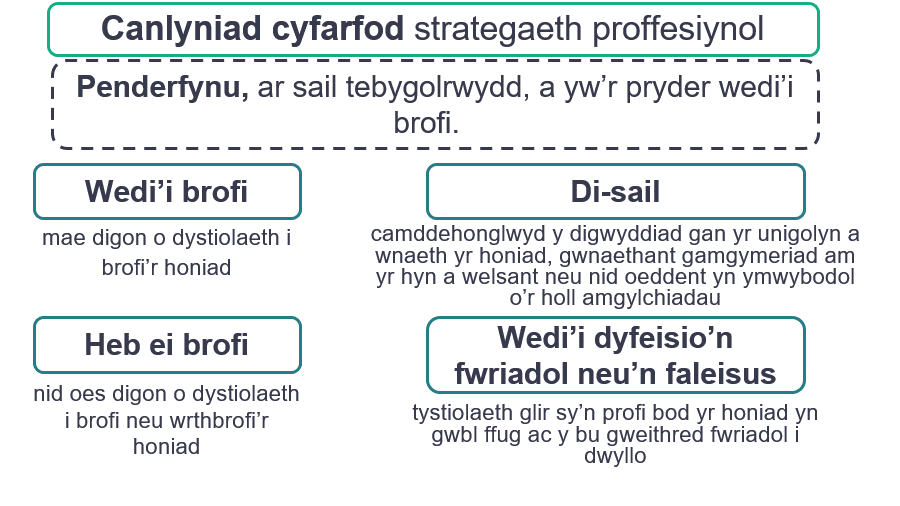 Canlyniad cyfarfod strategaeth proffesiynol
Penderfynu, ar sail tebygolrwydd, a yw’r pryder wedi’i
brofi.
Wedi’i brofi
mae digon o dystiolaeth i
brofi’r honiad
Di-sail
camddehonglwyd y digwyddiad gan yr unigolyn a
wnaeth yr honiad, gwnaethant gamgymeriad am
yr hyn a welsant neu nid oeddent yn ymwybodol
o’r holl amgylchiadau
Heb ei brofi
nid oes digon o dystiolaeth
i brofi neu wrthbrofi’r
honiad
Wedi’i dyfeisio’n
fwriadol neu’n faleisus
tystiolaeth glir sy’n profi bod yr honiad yn
gwbl ffug ac y bu gweithred fwriadol i
dwyllo